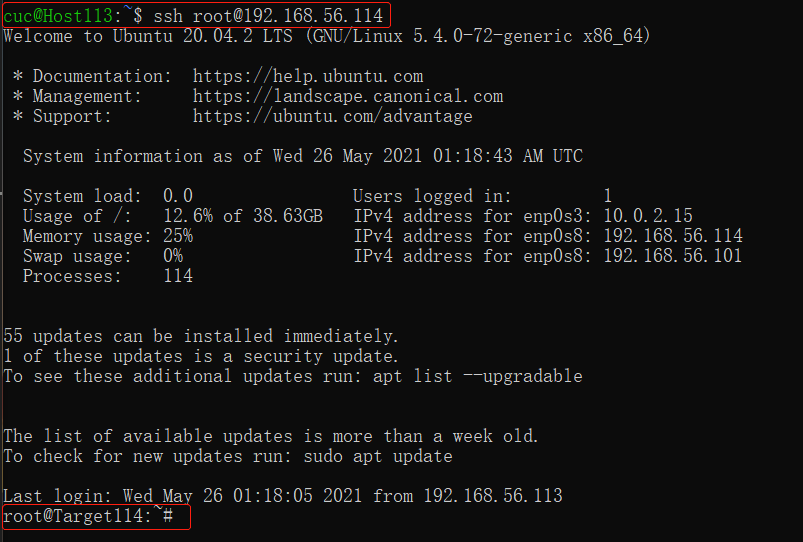 cuc@Host113:~$ ssh root@192.168.56.114
Welcome to Ubuntu 20.04.2 LTS (GNU/Linux 5.4.0-72-generic x86_64)
* Documentation: https://help.ubuntu.com
* Management: https://landscape.canonical.com
* Support: https://ubuntu.com/advantage
System information as of Wed 26 May 2021 01:18:43 AM UTC
System load: 0.0 Users logged in: 1
Usage of /: 12.6% of 38.63GB IPv4 address for enp0s3: 10.0.2.15
Memory usage: 25% IPv4 address for enp0s8: 192.168.56.114
Swap usage: 0% IPv4 address for enp0s8: 192.168.56.101
Processes: 114
55 updates can be installed immediately.
1 of these updates is a security update.
To see these additional updates run: apt list --upgradable
The list of available updates is more than a week old.
To check for new updates run: sudo apt update
Last login: Wed May 26 01:18:05 2021 from 192.168.56.113
root@Target114:~#